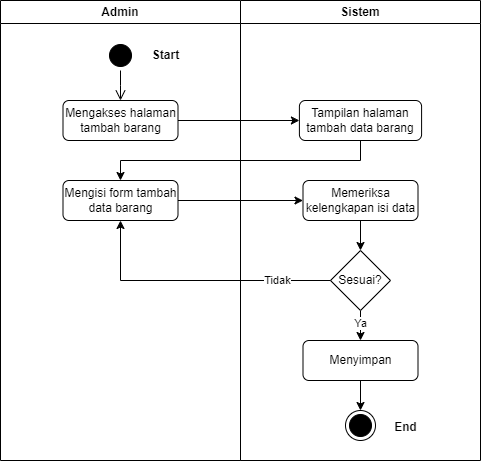 Admin
Sistem
Start
Mengakses halaman
tambah barang
Tampilan halaman
tambah data barang
Mengisi form tambah
data barang
Memeriksa
kelengkapan isi data
Sesuai?
Tidak
Ya
Menyimpan
End